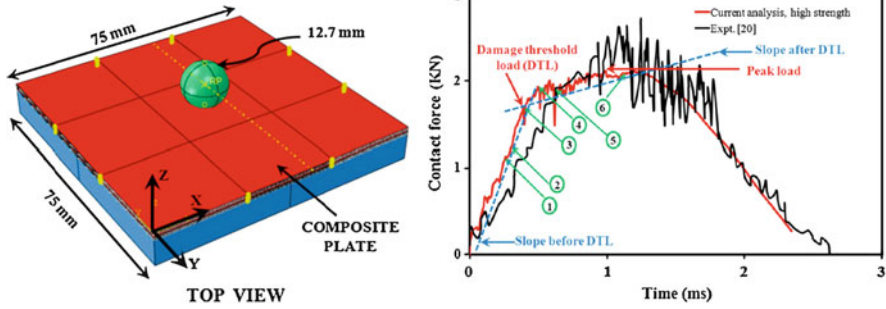 75 mm
12.7 mm
RP
Z
X
Y
75 mm
COMPOSITE
PLATE
TOP VIEW
Contact force (KN)
3
2
1
0
Current analysis, high strength
Expt. [20]
Damage threshold
load (DTL)
Slope after DTL
Peak load
6
4
5
3
2
1
Slope before DTL
0 1 2 3
Time (ms)